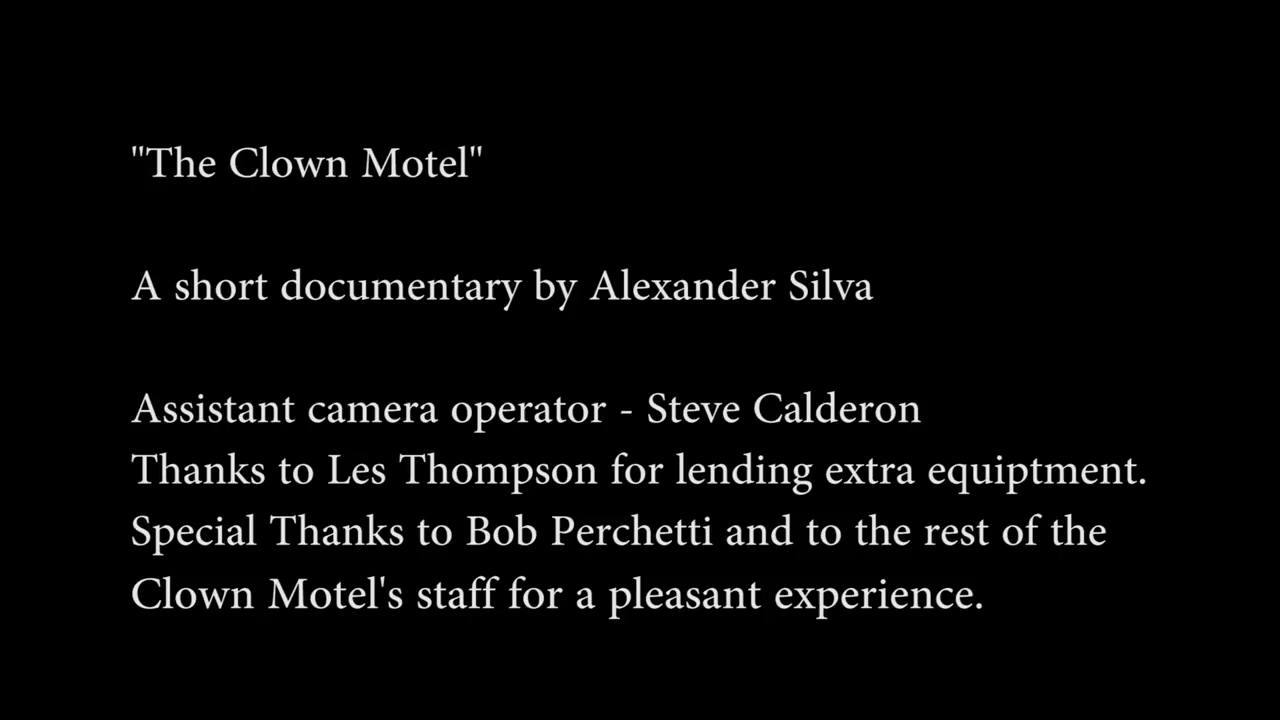 "The Clown Motel"
A short documentary by Alexander Silva
Assistant camera operator - Steve Calderon
Thanks to Les Thompson for lending extra equiptment.
Special Thanks to Bob Perchetti and to the rest of the
Clown Motel's staff for a pleasant experience.